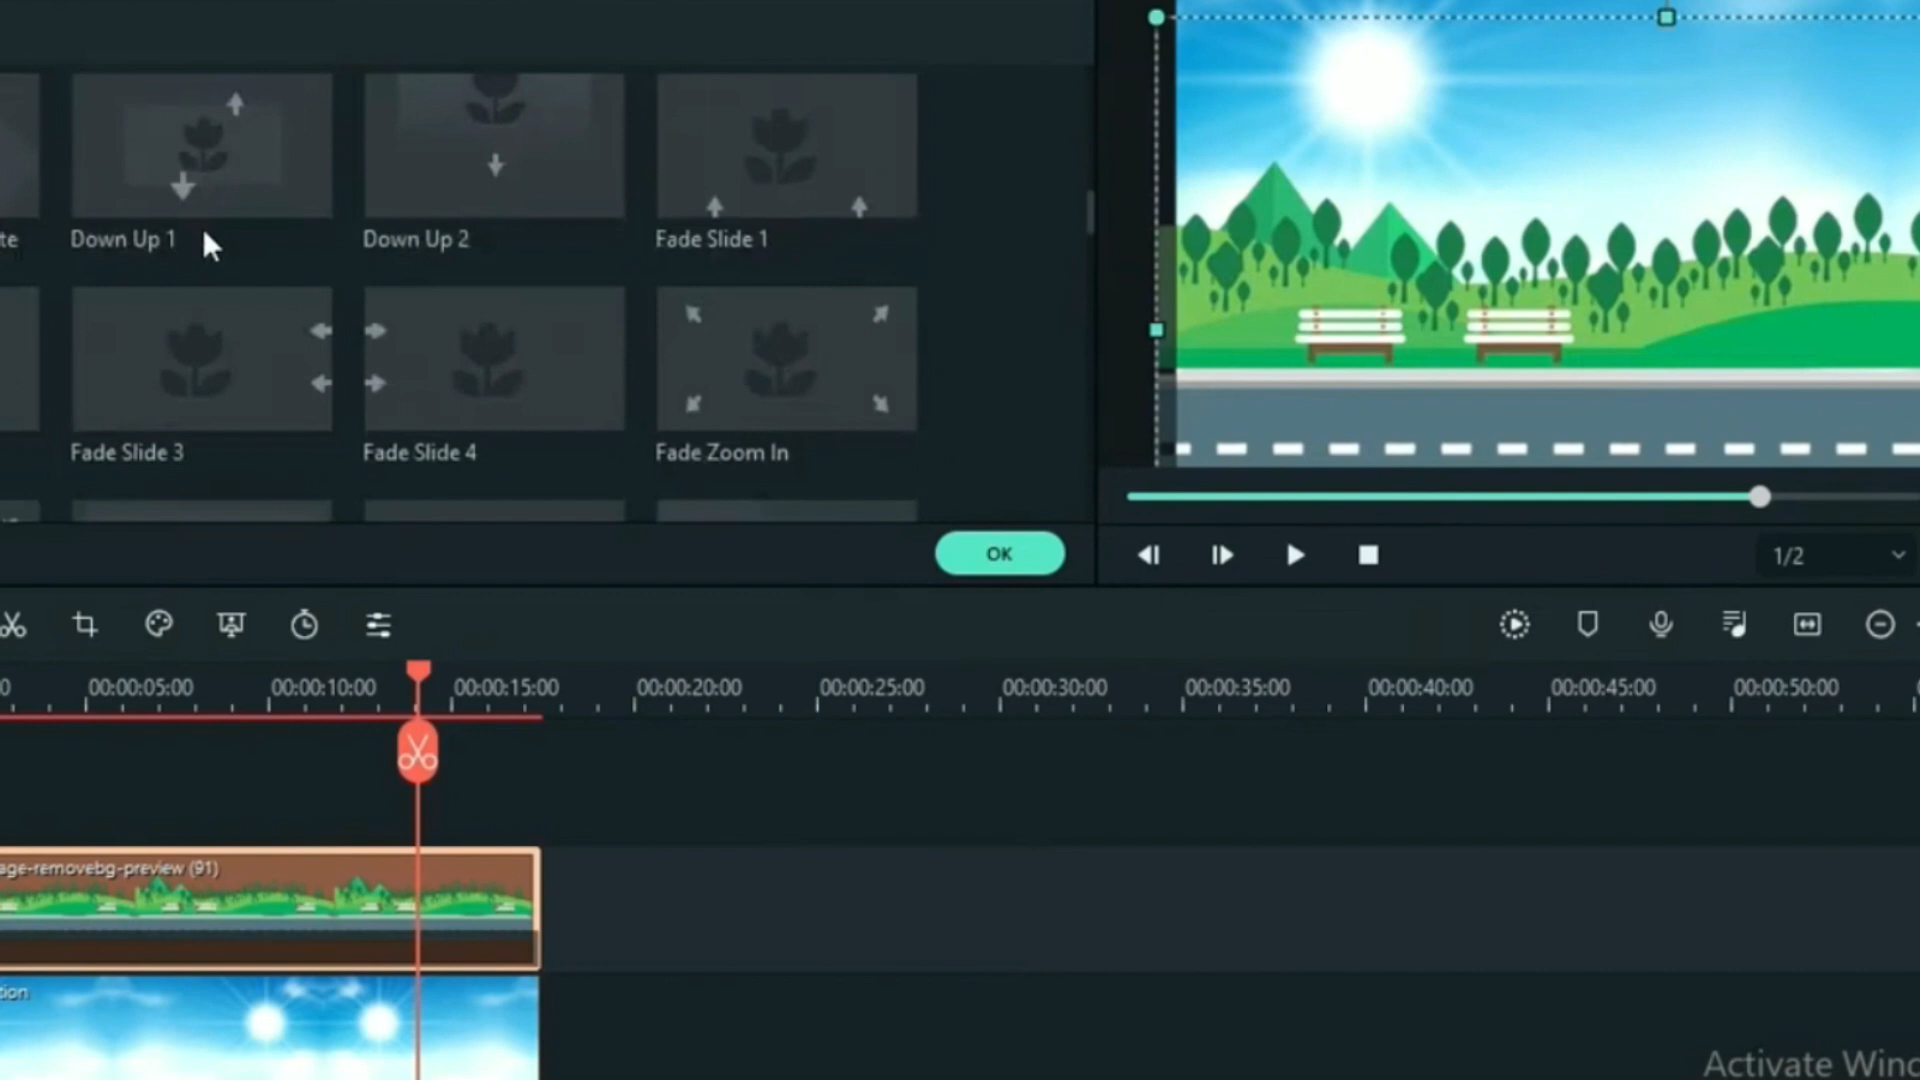 te
Down Up 1
Down Up 2
Fade Slide 1
Fade Slide 3
Fade Slide 4
Fade Zoom In
OK
1/2
0
00:00:05:00
00:00:10:00
00:00:15:00
00:00:20:00
00:00:25:00
00:00:30:00
00:00:35:00
00:00:40:00
00:00:45:00
00:00:50:00
age-removebg-preview (91)
tion
Activate Wind